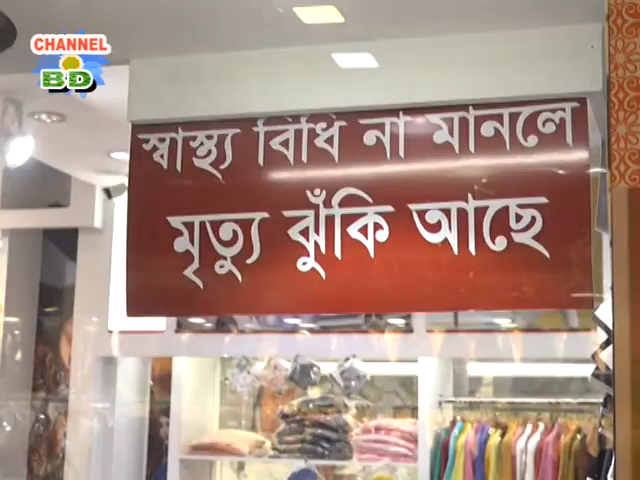 CHANNEL
BD
স্বাস্থ্য বিধি না মানলে
মৃত্যু ঝুঁকি আছে